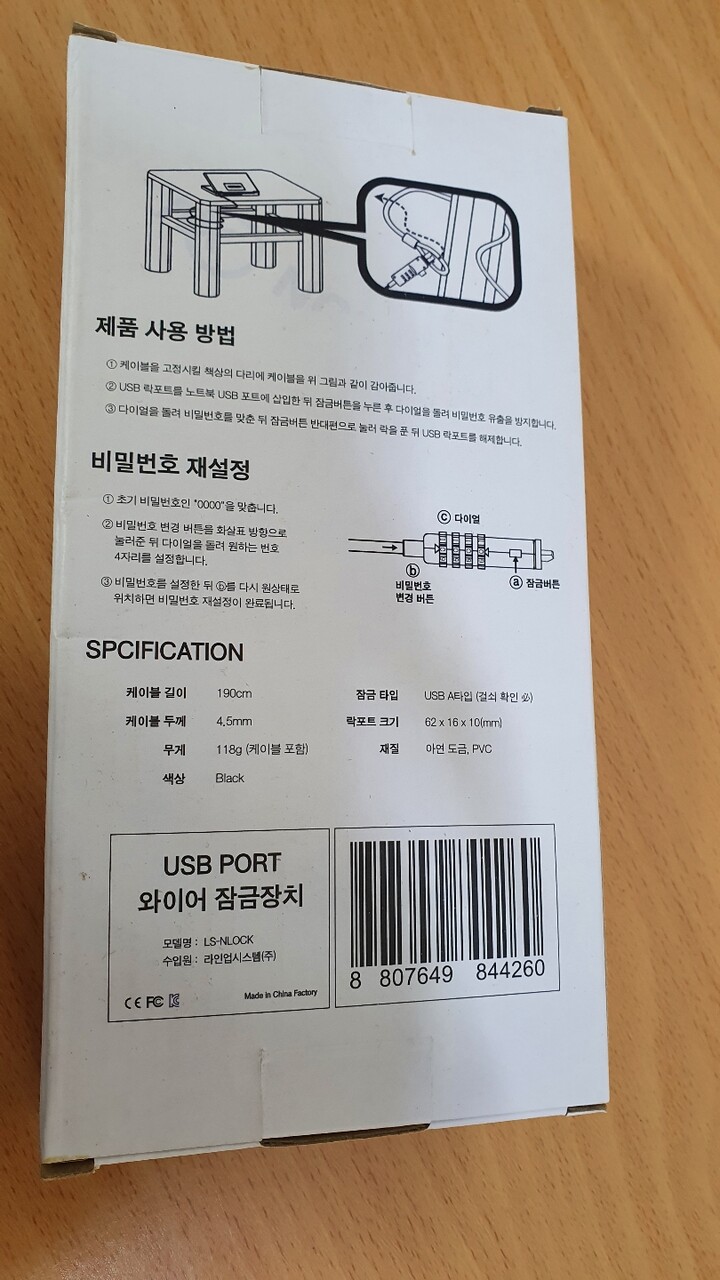 제품 사용 방법
① 케이블을 고정시킬 책상의 다리에 케이블을 위 그림과 같이 감아줍니다.
② USB 락포트를 노트북 USB 포트에 삽입한 뒤 잠금버튼을 누른 후 다이얼을 돌려 비밀번호 유출을 방지합니다.
③ 다이얼을 돌려 비밀번호를 맞춘 뒤 잠금버튼 반대편으로 눌러 락을 푼 뒤 USB 락포트를 해제합니다.
비밀번호 재설정
① 초기 비밀번호인 "0000"을 맞춥니다.
② 비밀번호 변경 버튼을 화살표 방향으로
눌러준 뒤 다이얼을 돌려 원하는 번호
4자리를 설정합니다.
③ 비밀번호를 설정한 뒤 ⓑ를 다시 원상태로
위치하면 비밀번호 재설정이 완료됩니다.
ⓒ 다이얼
ⓑ
비밀번호
변경 버튼
ⓐ 잠금버튼
SPCIFICATION
케이블 길이 190cm
케이블 두께 4.5mm
무게 118g (케이블 포함)
색상 Black
잠금 타입 USB A타입 (걸쇠 확인 必)
락포트 크기 62 x 16 x 10(mm)
재질 아연 도금, PVC
USB PORT
와이어 잠금장치
모델명 : LS-NLOCK
수입원 : 라인업시스템(주)
CE FC KC
Made in China Factory
8 807649 844260